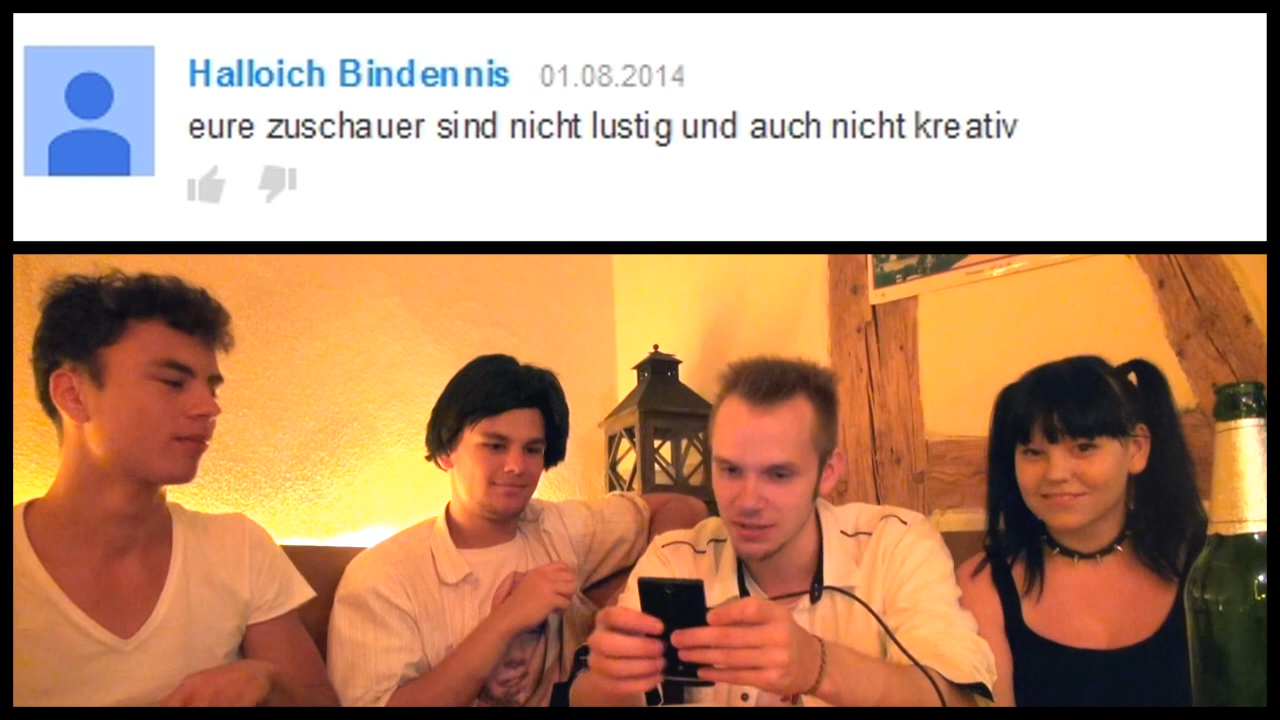 Halloich Bindennis 01.08.2014
eure zuschauer sind nicht lustig und auch nicht kreativ